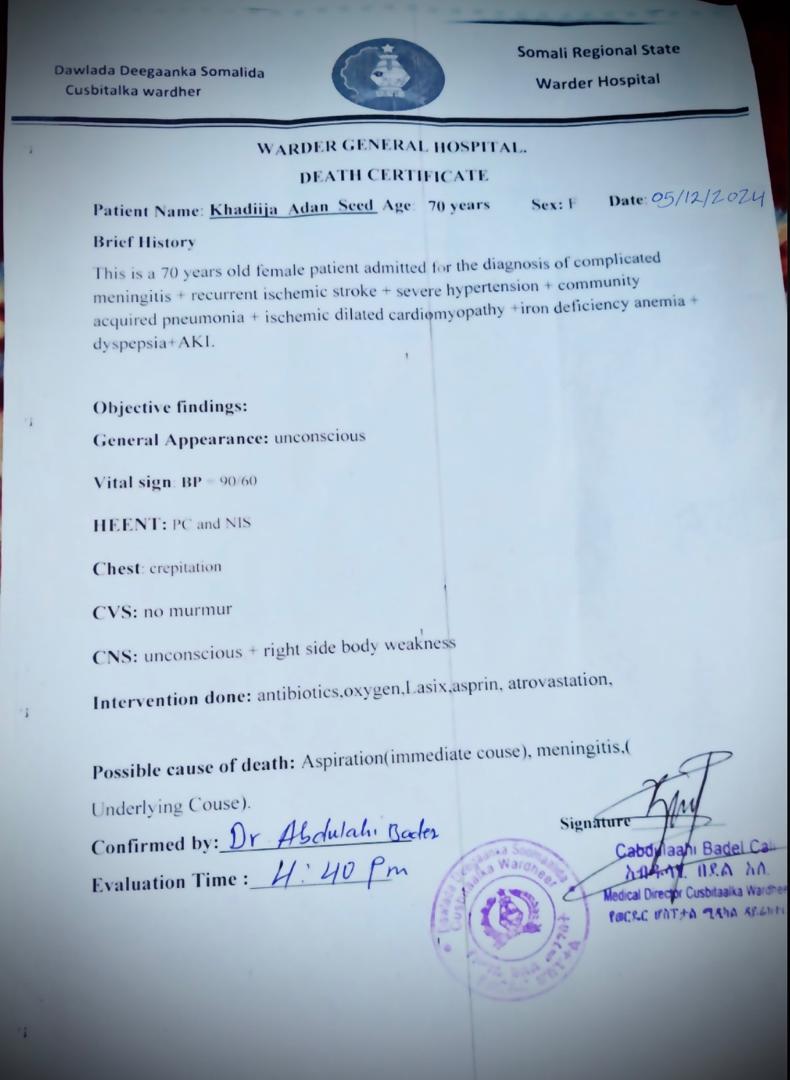 Dawlada Deegaanka Somalida
Cusbitalka wardher
Somali Regional State
Warder Hospital
WARDER GENERAL HOSPITAL.
DEATH CERTIFICATE
Patient Name: Khadiija Adan Seed Age: 70 years Sex: F Date: 05/12/2024
Brief History
This is a 70 years old female patient admitted for the diagnosis of complicated
meningitis + recurrent ischemic stroke + severe hypertension + community
acquired pneumonia + ischemic dilated cardiomyopathy +iron deficiency anemia +
dyspepsia+AKI.
Objective findings:
General Appearance: unconscious
Vital sign: BP = 90/60
HEENT: PC and NIS
Chest: crepitation
CVS: no murmur
CNS: unconscious + right side body weakness
Intervention done: antibiotics,oxygen,Lasix,asprin, atrovastation,
Possible cause of death: Aspiration(immediate couse), meningitis,(
Underlying Couse).
Confirmed by: Dr Abdulahi Bader
Evaluation Time : 4:40 Pm
Signature
Cabdulaahi Badel Cali
Medical Director Cusbitaalka Wardheer
Dawlada Deegaanka Soomaalida
Cusbitaalka Wardheer